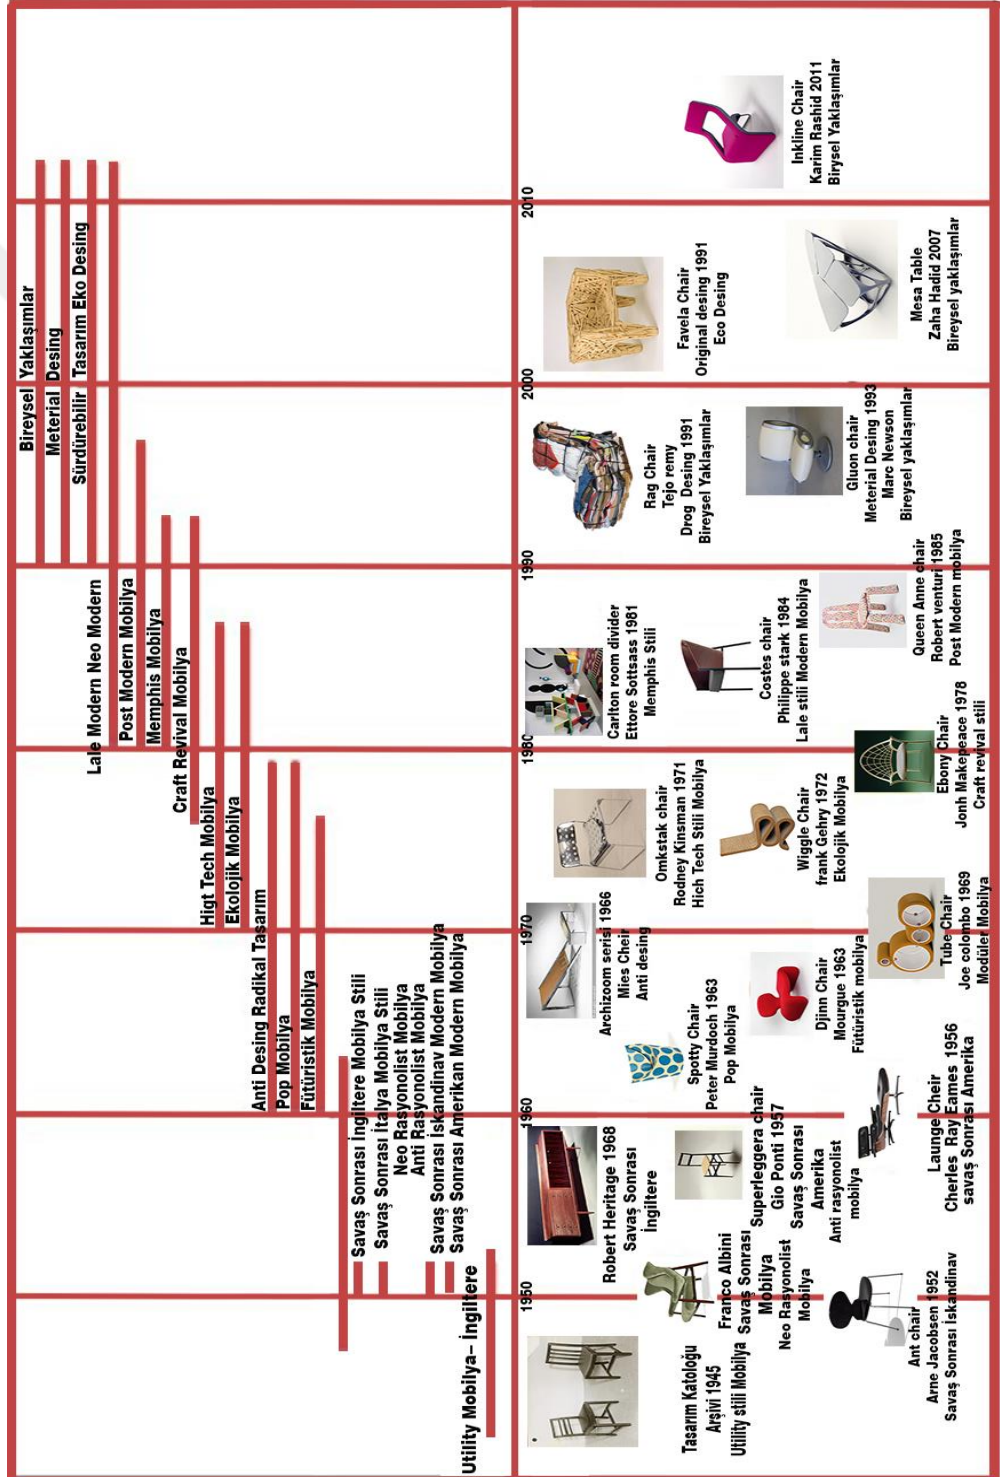 Bireysel Yaklaşımlar
Meterial Desing
Sürdürebilir Tasarım Eko Desing
Lale Modern Neo Modern
Post Modern Mobilya
Memphis Mobilya
Craft Revival Mobilya
Higt Tech Mobilya
Ekolojik Mobilya
Anti Desing Radikal Tasarım
Pop Mobilya
Fütüristik Mobilya
Savaş Sonrası İngiltere Mobilya Stili
Savaş Sonrası İtalya Mobilya Stili
Neo Rasyonolist Mobilya
Anti Rasyonolist Mobilya
Savaş Sonrası İskandinav Modern Mobilya
Savaş Sonrası Amerikan Modern Mobilya
Utility Mobilya– İngiltere
1950
1960
1970
1980
1990
2000
2010
Tasarım Katoloğu
Arşivi 1945
Utility stili Mobilya
Franco Albini
Savaş Sonrası
Mobilya
Neo Rasyonolist
Mobilya
Ant chair
Arne Jacobsen 1952
Savaş Sonrası İskandinav
Robert Heritage 1968
Savaş Sonrası
İngiltere
Superleggera chair
Gio Ponti 1957
Savaş Sonrası
Amerika
Anti rasyonolist
mobilya
Launge Cheir
Cherles Ray Eames 1956
savaş Sonrası Amerika
Archizoom serisi 1966
Mies Cheir
Anti desing
Spotty Chair
Peter Murdoch 1963
Pop Mobilya
Djinn Chair
Mourgue 1963
Fütüristik mobilya
Tube Chair
Joe colombo 1969
Modüler Mobilya
Omkstak chair
Rodney Kinsman 1971
Hich Tech Stili Mobilya
Wiggle Chair
frank Gehry 1972
Ekolojik Mobilya
Ebony Chair
Jonh Makepeace 1978
Craft revival stili
Carlton room divider
Ettore Sottsass 1981
Memphis Stili
Costes chair
Philippe stark 1984
Lale stili Modern Mobilya
Queen Anne chair
Robert venturi 1985
Post Modern mobilya
Rag Chair
Tejo remy
Drog Desing 1991
Bireysel Yaklaşımlar
Gluon chair
Meterial Desing 1993
Marc Newson
Bireysel yaklaşımlar
Favela Chair
Original desing 1991
Eco Desing
Mesa Table
Zaha Hadid 2007
Bireysel yaklaşımlar
Inkline Chair
Karim Rashid 2011
Birysel Yaklaşımlar